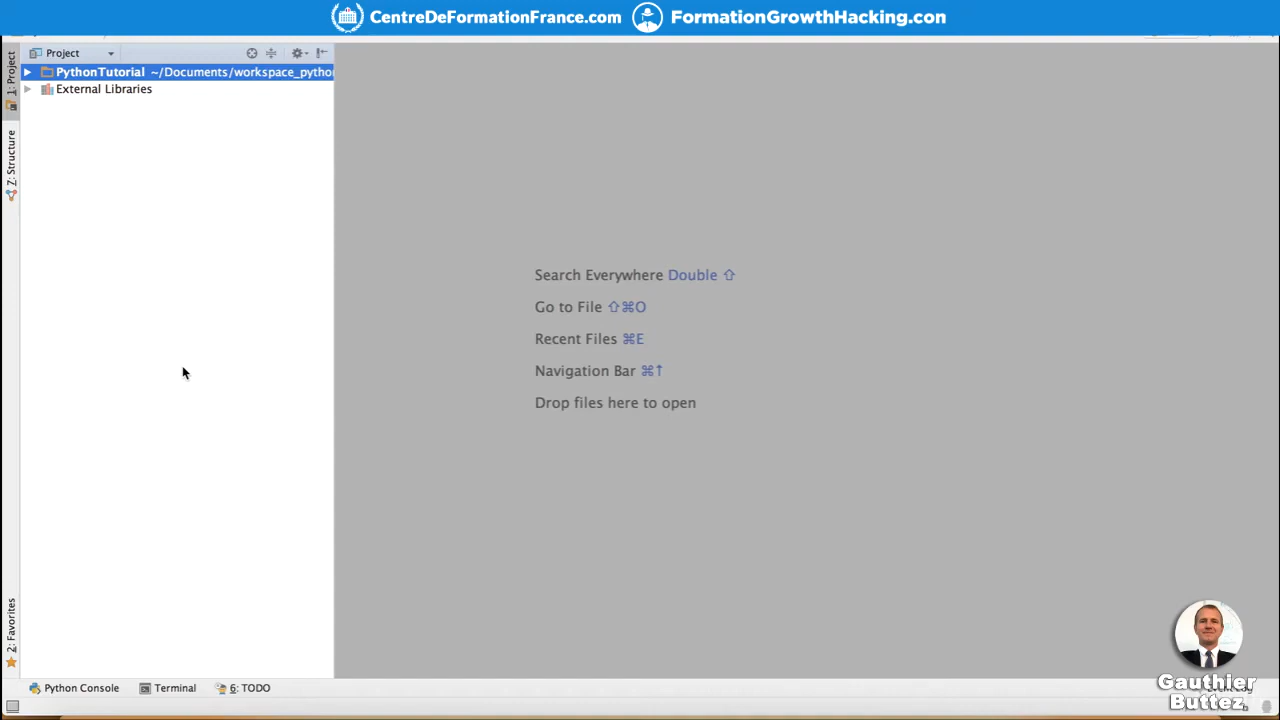 CentreDeFormationFrance.com FormationGrowthHacking.con
Project
PythonTutorial ~/Documents/workspace_pytho
External Libraries
1: Project
7: Structure
2: Favorites
Search Everywhere Double ⇧
Go to File ⇧⌘O
Recent Files ⌘E
Navigation Bar ⌘↑
Drop files here to open
Python Console Terminal 6: TODO
Gauthier
Buttez